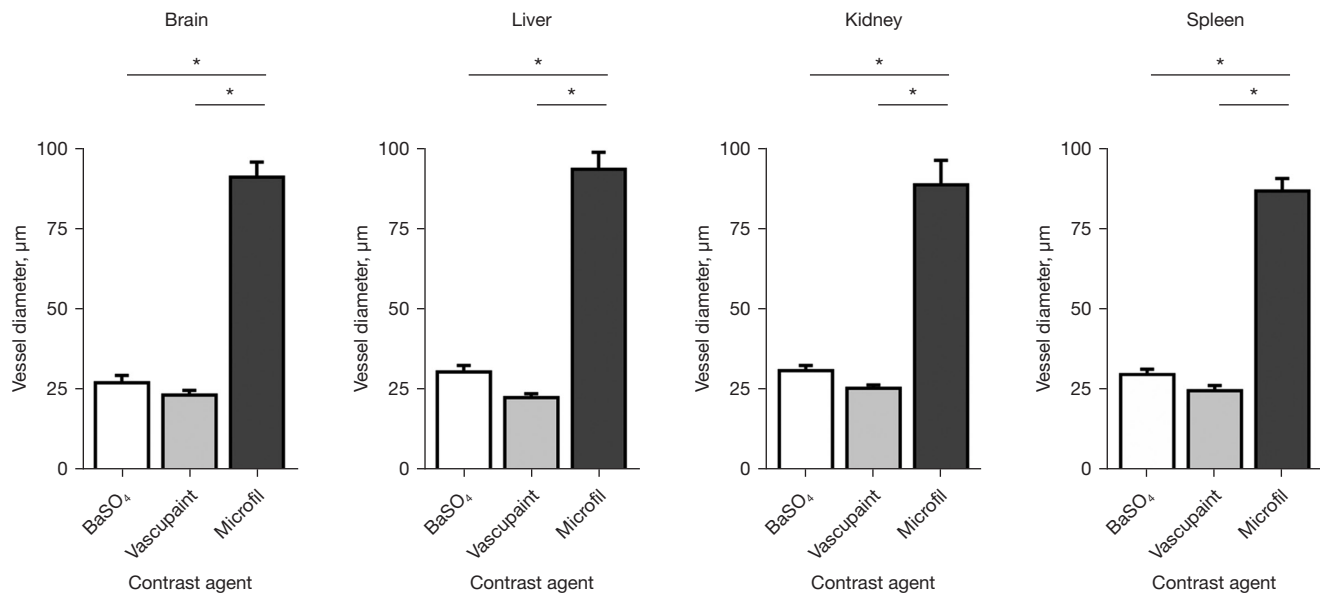 Brain
*
*
Vessel diameter, µm
100
75
50
25
0
BaSO₄
Vascupaint
Microfil
Contrast agent
Liver
*
*
Vessel diameter, µm
100
75
50
25
0
BaSO₄
Vascupaint
Microfil
Contrast agent
Kidney
*
*
Vessel diameter, µm
100
75
50
25
0
BaSO₄
Vascupaint
Microfil
Contrast agent
Spleen
*
*
Vessel diameter, µm
100
75
50
25
0
BaSO₄
Vascupaint
Microfil
Contrast agent